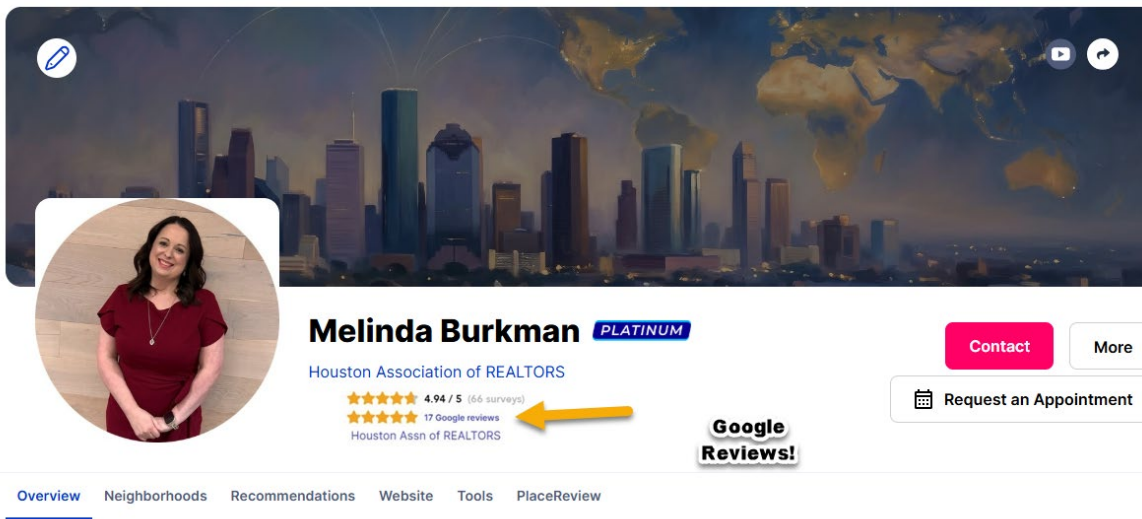 Melinda Burkman PLATINUM
Houston Association of REALTORS
4.94 / 5 (66 surveys)
17 Google reviews
Houston Assn of REALTORS
Google
Reviews!
Contact
More
Request an Appointment
Overview Neighborhoods Recommendations Website Tools PlaceReview